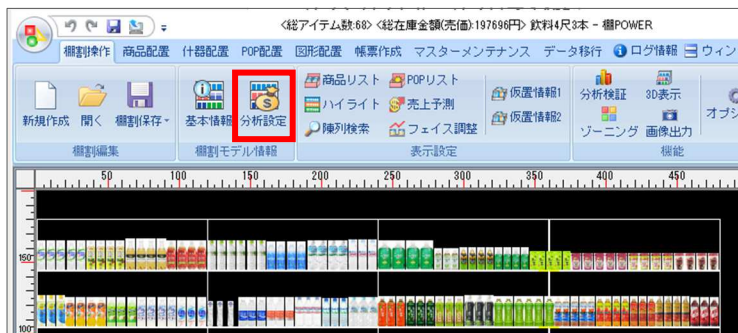 <総アイテム数:68> <総在庫金額(売価):197696円> 飲料4尺3本 - 棚POWER
棚割操作 商品配置 什器配置 POP配置 図形配置 帳票作成 マスターメンテナンス データ移行 ログ情報 ウィン
新規作成 開く 棚割保存 基本情報 分析設定
商品リスト POPリスト
ハイライト 売上予測
陳列検索 フェイス調整
仮置情報1
仮置情報2
分析検証 3D表示
ゾーニング 画像出力
オプシ
棚割編集 棚割モデル情報 表示設定 機能
50 100 150 200 250 300 350 400 450
150
100